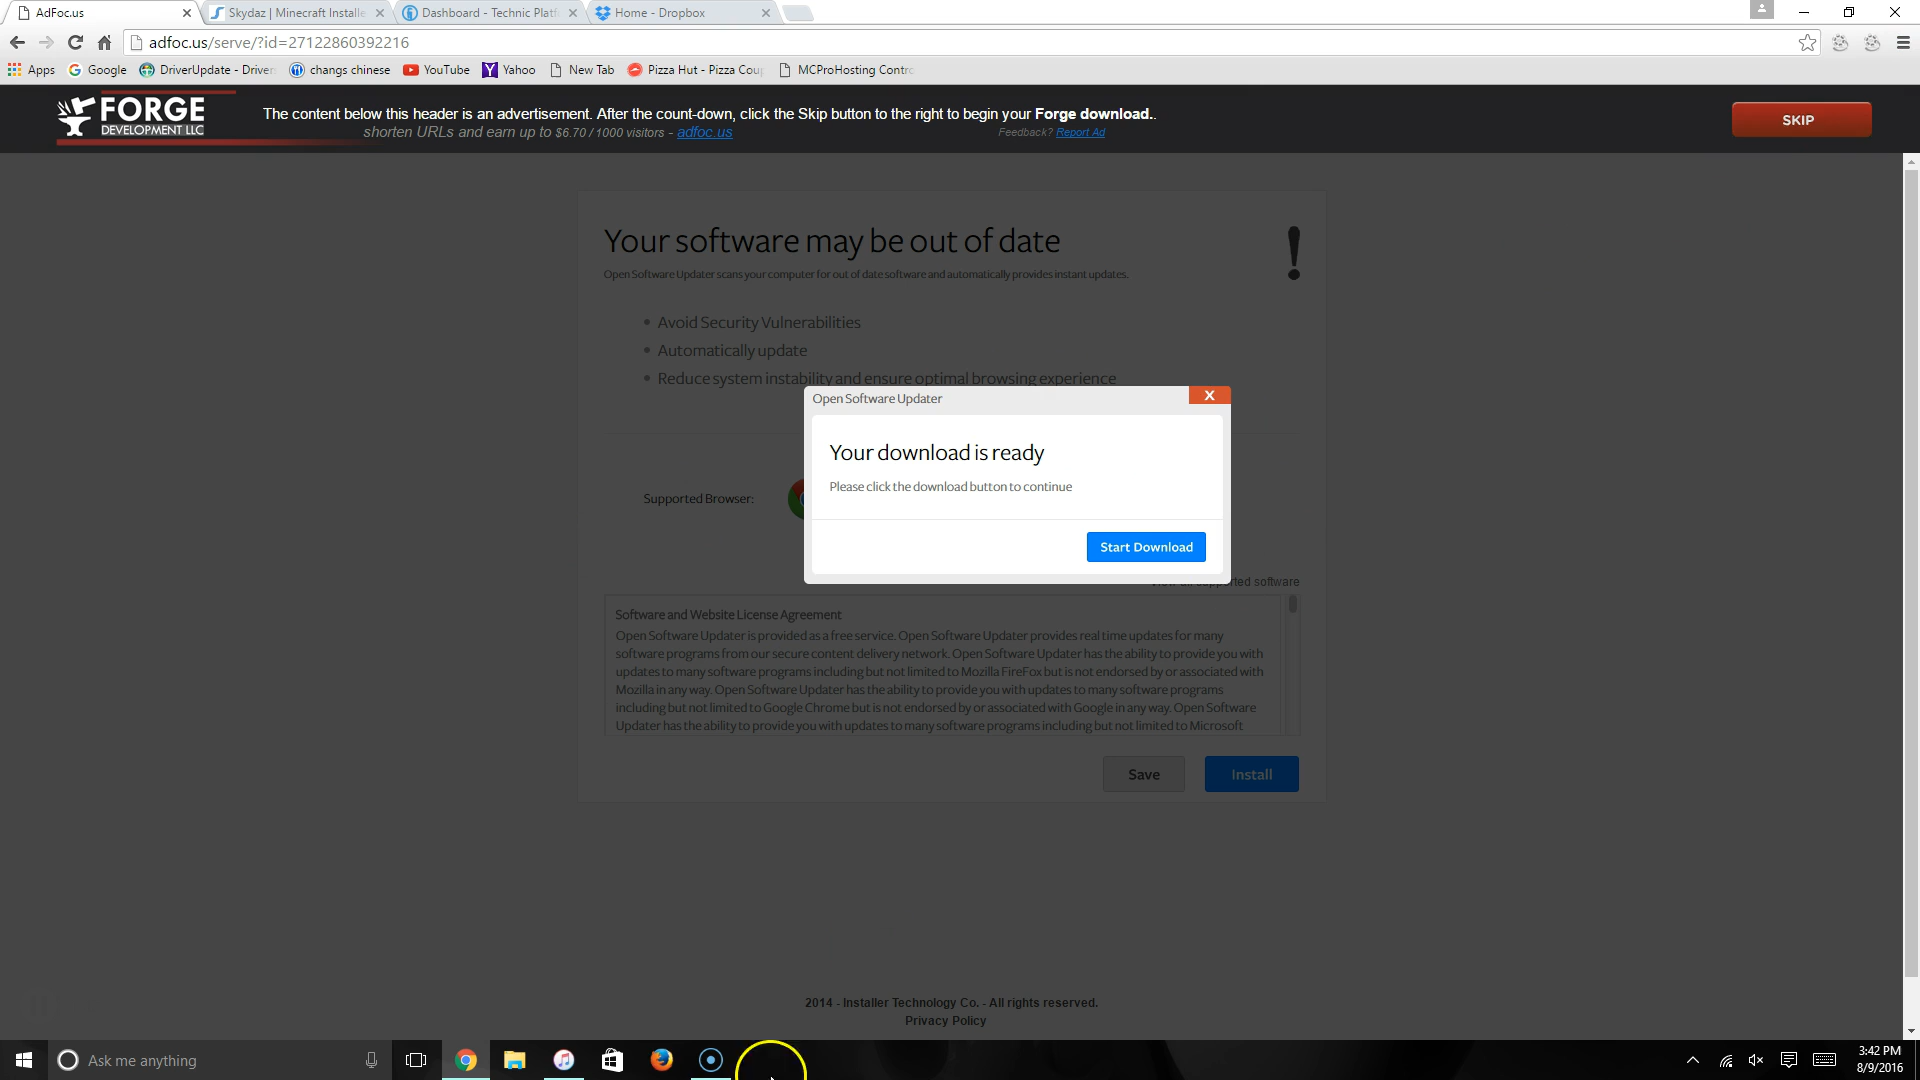 AdFoc.us
Skydaz | Minecraft Installe
Dashboard - Technic Platf
Home - Dropbox
adfoc.us/serve/?id=27122860392216
Apps
Google
DriverUpdate - Driver
changs chinese
YouTube
Yahoo
New Tab
Pizza Hut - Pizza Cou
MCProHosting Contro
FORGE
DEVELOPMENT LLC
The content below this header is an advertisement. After the count-down, click the Skip button to the right to begin your Forge download..
shorten URLs and earn up to $6.70 / 1000 visitors - adfoc.us
Feedback? Report Ad
SKIP
Your software may be out of date
Open Software Updater scans your computer for out of date software and automatically provides instant updates.
• Avoid Security Vulnerabilities
• Automatically update
• Reduce system instability and ensure optimal browsing experience
Open Software Updater
X
Your download is ready
Please click the download button to continue
Supported Browser:
Start Download
supported software
Software and Website License Agreement
Open Software Updater is provided as a free service. Open Software Updater provides real time updates for many
software programs from our secure content delivery network. Open Software Updater has the ability to provide you with
updates to many software programs including but not limited to Mozilla FireFox but is not endorsed by or associated with
Mozilla in any way. Open Software Updater has the ability to provide you with updates to many software programs
including but not limited to Google Chrome but is not endorsed by or associated with Google in any way. Open Software
Updater has the ability to provide you with updates to many software programs including but not limited to Microsoft
Save
Install
2014 - Installer Technology Co. - All rights reserved.
Privacy Policy
Ask me anything
3:42 PM
8/9/2016